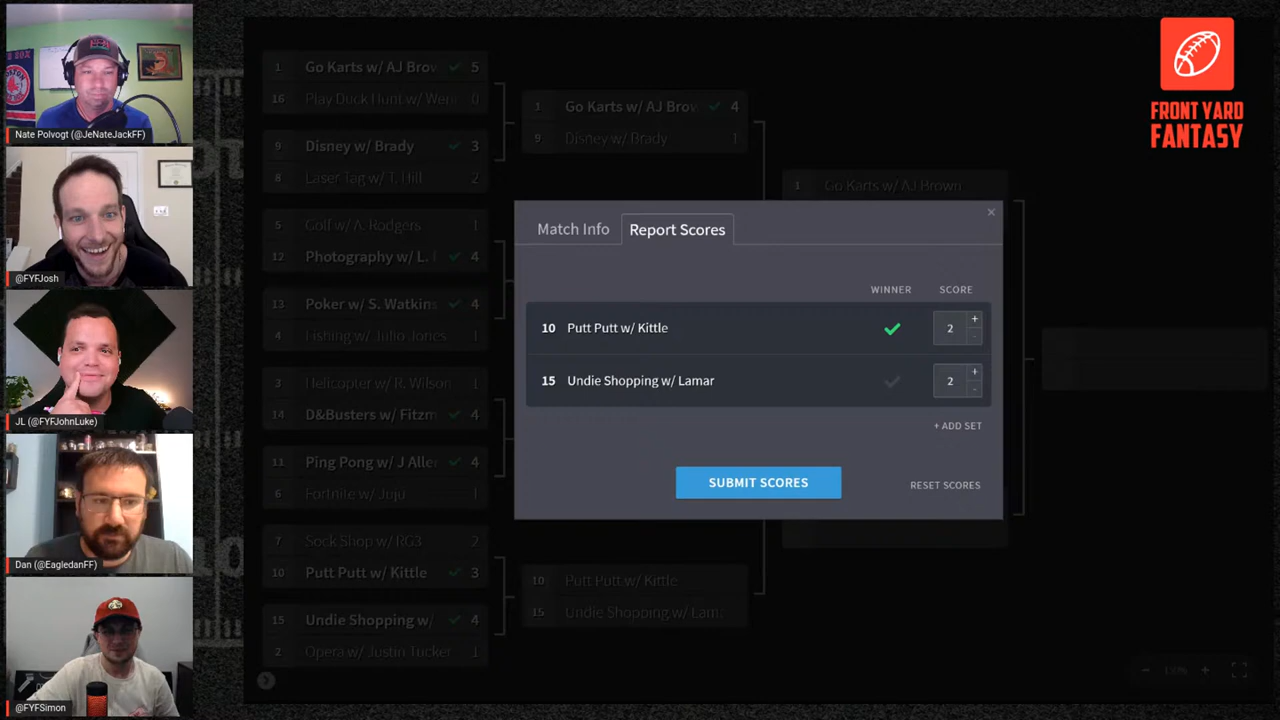 Nate Polvogt (@JeNateJackFF)
@FYFJosh
JL (@FYFJohnLuke)
Dan (@EagledanFF)
@FYFSimon
1 Go Karts w/ AJ Brow 5
16 Play Duck Hunt w/ Wen 0
9 Disney w/ Brady 3
8 Laser Tag w/ T. Hill 2
5 Golf w/ A. Rodgers 1
12 Photography w/ L. 4
13 Poker w/ S. Watkins 4
4 Fishing w/ Julio Jones 1
3 Helicopter w/ R. Wilson 1
14 D&Busters w/ Fitzm 4
11 Ping Pong w/ J Aller 4
6 Fortnite w/ Juju 1
7 Sock Shop w/ RG3 2
10 Putt Putt w/ Kittle 3
15 Undie Shopping w/ 4
2 Opera w/ Justin Tucker 1
1 Go Karts w/ AJ Brow 4
9 Disney w/ Brady 1
10 Putt Putt w/ Kittle
15 Undie Shopping w/ Lam
1 Go Karts w/ AJ Brown
Match Info Report Scores
WINNER SCORE
10 Putt Putt w/ Kittle 2
15 Undie Shopping w/ Lamar 2
+ ADD SET
SUBMIT SCORES RESET SCORES
FRONT YARD
FANTASY